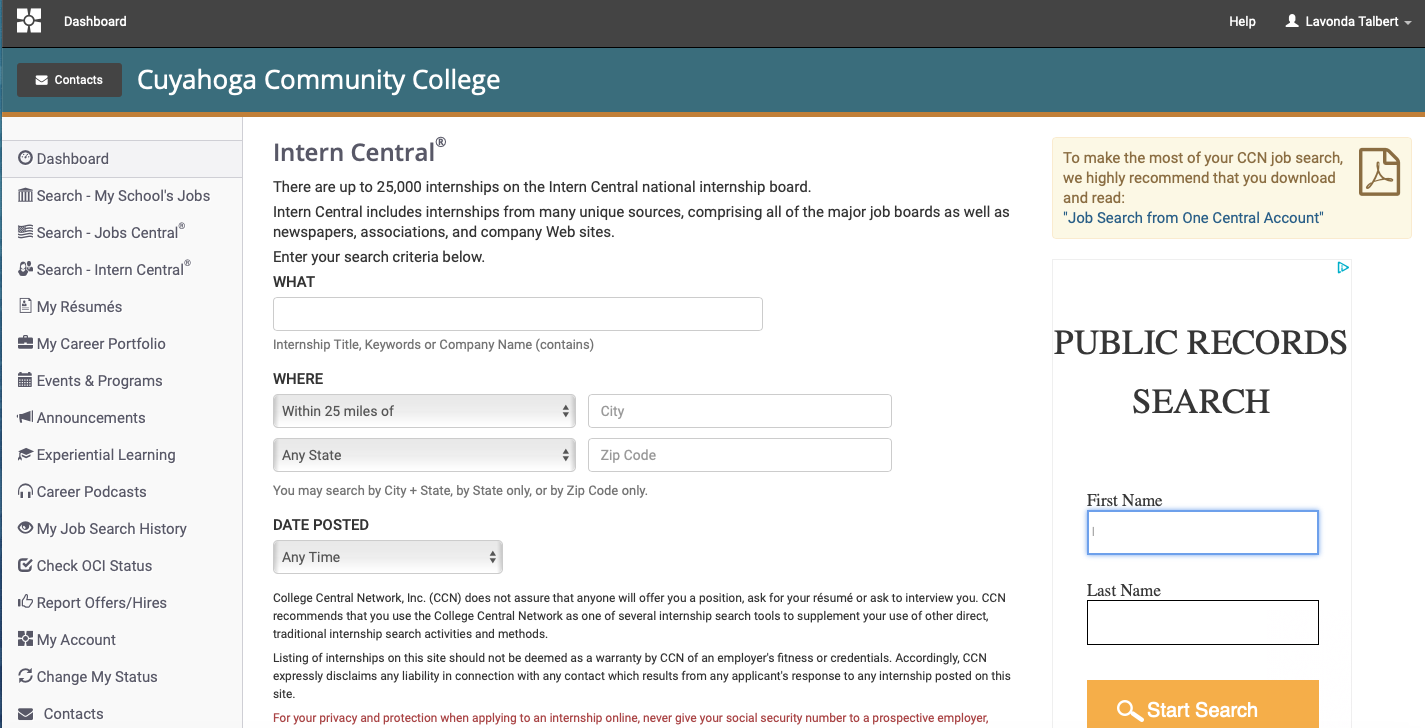 Dashboard
Help
Lavonda Talbert
Contacts
Cuyahoga Community College
Dashboard
Search - My School's Jobs
Search - Jobs Central®
Search - Intern Central®
My Résumés
My Career Portfolio
Events & Programs
Announcements
Experiential Learning
Career Podcasts
My Job Search History
Check OCI Status
Report Offers/Hires
My Account
Change My Status
Contacts
Intern Central®
There are up to 25,000 internships on the Intern Central national internship board.
Intern Central includes internships from many unique sources, comprising all of the major job boards as well as
newspapers, associations, and company Web sites.
Enter your search criteria below.
WHAT
Internship Title, Keywords or Company Name (contains)
WHERE
Within 25 miles of
City
Any State
Zip Code
You may search by City + State, by State only, or by Zip Code only.
DATE POSTED
Any Time
College Central Network, Inc. (CCN) does not assure that anyone will offer you a position, ask for your résumé or ask to interview you. CCN
recommends that you use the College Central Network as one of several internship search tools to supplement your use of other direct,
traditional internship search activities and methods.
Listing of internships on this site should not be deemed as a warranty by CCN of an employer's fitness or credentials. Accordingly, CCN
expressly disclaims any liability in connection with any contact which results from any applicant's response to any internship posted on this
site.
For your privacy and protection when applying to an internship online, never give your social security number to a prospective employer,
To make the most of your CCN job search,
we highly recommend that you download
and read:
"Job Search from One Central Account"
PUBLIC RECORDS
SEARCH
First Name
Last Name
Start Search